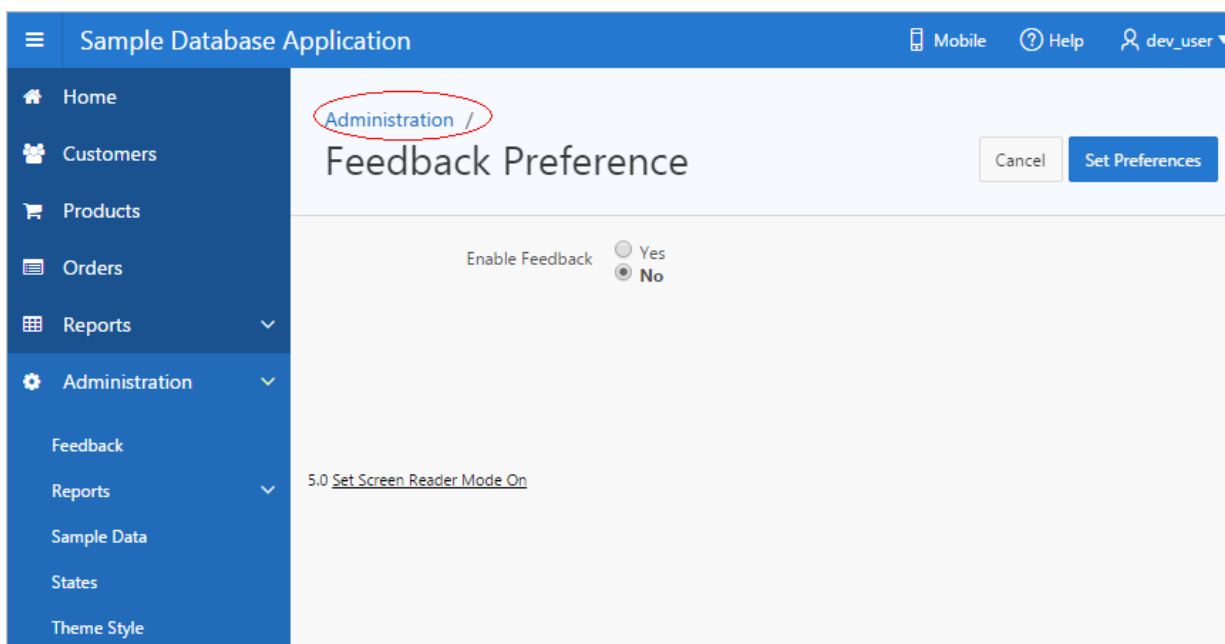 Sample Database Application
Mobile
Help
dev_user
Home
Customers
Products
Orders
Reports
Administration
Feedback
Reports
Sample Data
States
Theme Style
Administration /
Feedback Preference
Cancel
Set Preferences
Enable Feedback
Yes
No
5.0 Set Screen Reader Mode On